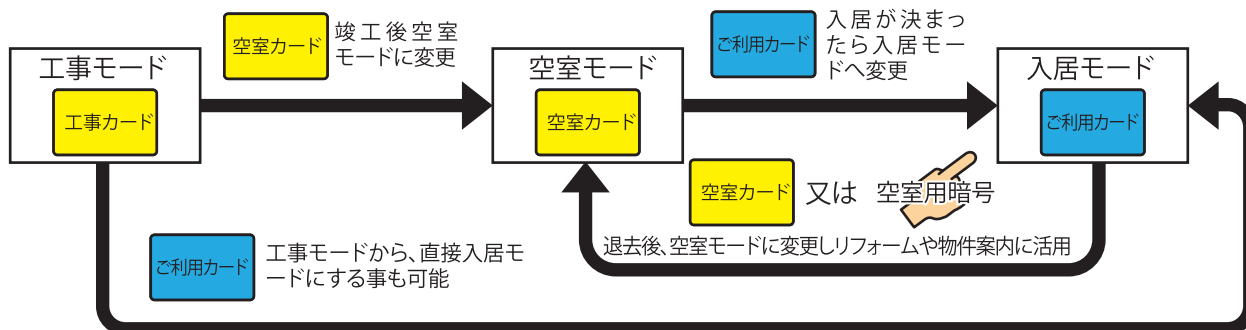 空室カード
竣工後空室
モードに変更
ご利用カード
入居が決まっ
たら入居モー
ドへ変更
工事モード
工事カード
空室モード
空室カード
入居モード
ご利用カード
空室カード 又は 空室用暗号
退去後、空室モードに変更しリフォームや物件案内に活用
ご利用カード
工事モードから、直接入居モ
ードにする事も可能